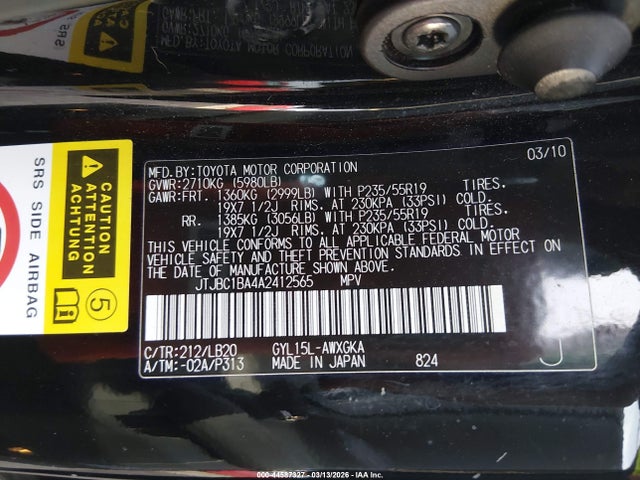 SRS SIDE AIRBAG
CAUTION
ATTENTION
ACHTUNG
5
MFD.BY:TOYOTA MOTOR CORPORATION 03/10
GVWR:2710KG (5980LB)
GAWR:FRT. 1360KG (2999LB) WITH P235/55R19 TIRES.
19X7 1/2J RIMS. AT 230KPA (33PSI) COLD.
RR. 1385KG (3056LB) WITH P235/55R19 TIRES.
19X7 1/2J RIMS. AT 230KPA (33PSI) COLD.
THIS VEHICLE CONFORMS TO ALL APPLICABLE FEDERAL MOTOR
VEHICLE SAFETY AND THEFT PREVENTION STANDARDS IN EFFECT ON
THE DATE OF MANUFACTURE SHOWN ABOVE.
JTJBC1BA4A2412565 MPV
C/TR:212/LB20 GYL15L-AWXGKA J
A/TM:-02A/P313 MADE IN JAPAN 824
000-44587327 - 03/13/2026 - IAA Inc.